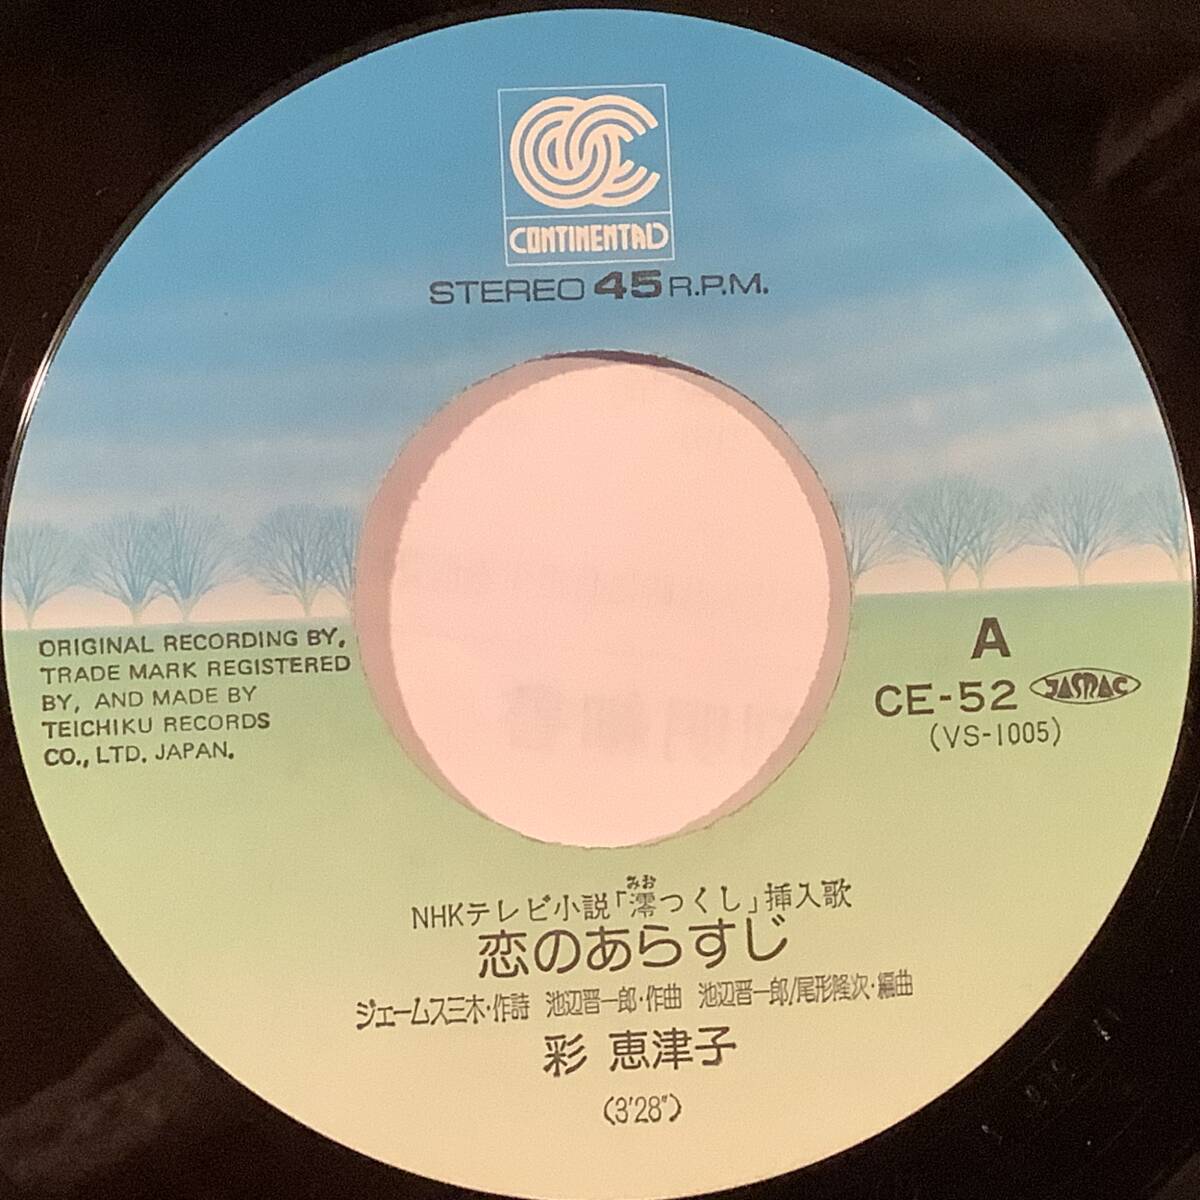 CONTINENTAL
STEREO 45 R.P.M.
ORIGINAL RECORDING BY,
TRADE MARK REGISTERED
BY, AND MADE BY
TEICHIKU RECORDS
CO., LTD. JAPAN.
A
CE-52 JASRAC
(VS-1005)
みお
NHKテレビ小説「澪つくし」挿入歌
恋のあらすじ
ジェームス三木・作詩 池辺晋一郎・作曲 池辺晋一郎/尾形隆次・編曲
彩 恵津子
(3'28")